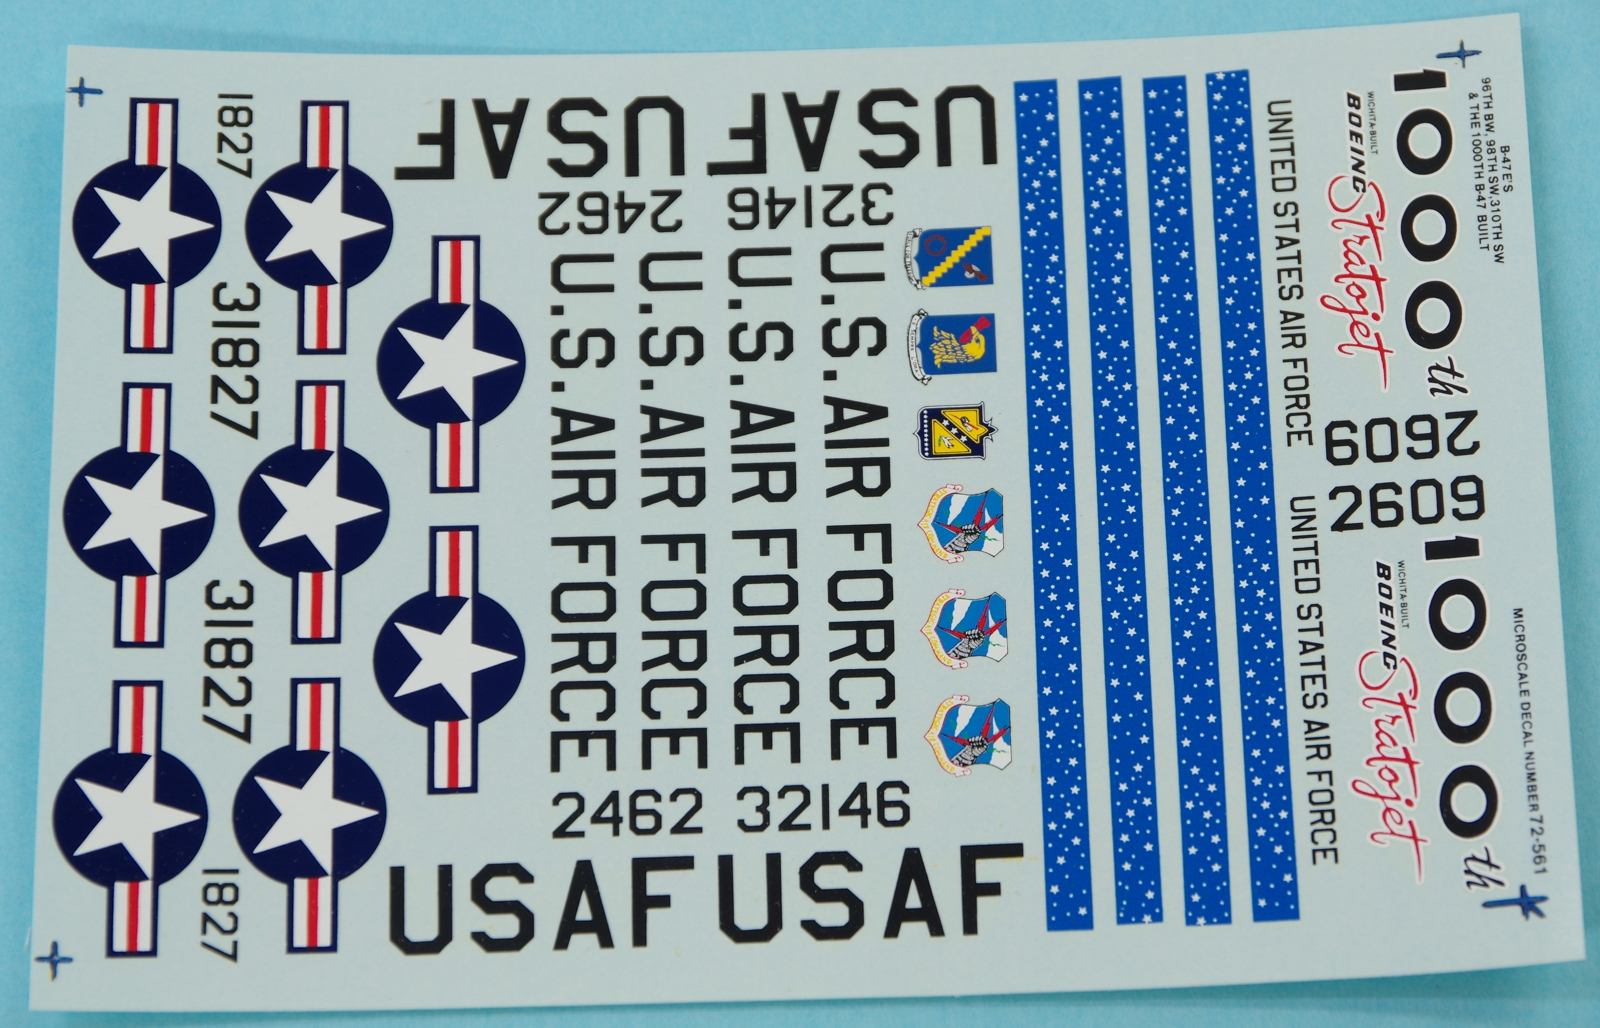 B-47E'S
96TH BW, 98TH SW, 310TH SW
& THE 1000TH B-47 BUILT
1000th
WICHITA-BUILT
BOEING
Stratojet
UNITED STATES AIR FORCE
2609
2609
1000th
WICHITA-BUILT
BOEING
Stratojet
UNITED STATES AIR FORCE
MICROSCALE DECAL NUMBER 72-561
USAF
USAF
32146
2462
U.S. AIR FORCE
U.S. AIR FORCE
U.S. AIR FORCE
U.S. AIR FORCE
2462
32146
USAF
USAF
1827
31827
31827
1827